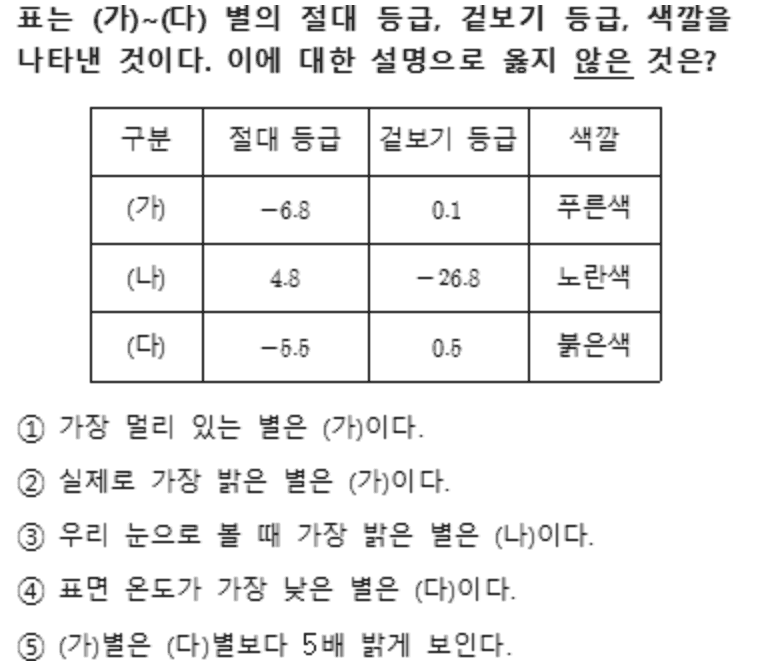 표는 (가)~(다) 별의 절대 등급, 겉보기 등급, 색깔을
나타낸 것이다. 이에 대한 설명으로 옳지 않은 것은?
구분 절대 등급 겉보기 등급 색깔
(가) -6.8 0.1 푸른색
(나) 4.8 -26.8 노란색
(다) -5.5 0.5 붉은색
① 가장 멀리 있는 별은 (가)이다.
② 실제로 가장 밝은 별은 (가)이다.
③ 우리 눈으로 볼 때 가장 밝은 별은 (나)이다.
④ 표면 온도가 가장 낮은 별은 (다)이다.
⑤ (가)별은 (다)별보다 5배 밝게 보인다.